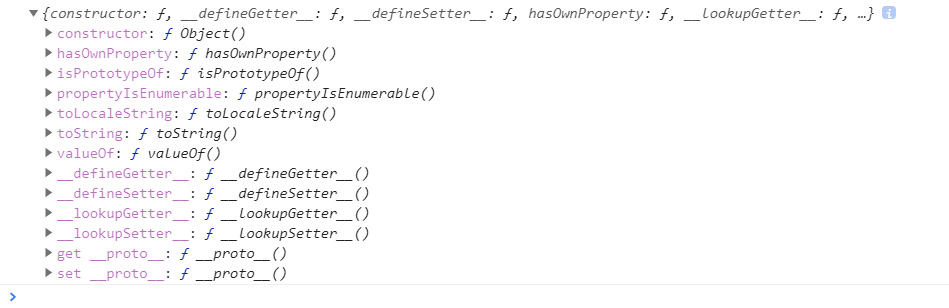 ▼{constructor: ƒ, __defineGetter__: ƒ, __defineSetter__: ƒ, hasOwnProperty: ƒ, __lookupGetter__: ƒ, …} i
▶constructor: ƒ Object()
▶hasOwnProperty: ƒ hasOwnProperty()
▶isPrototypeOf: ƒ isPrototypeOf()
▶propertyIsEnumerable: ƒ propertyIsEnumerable()
▶toLocaleString: ƒ toLocaleString()
▶toString: ƒ toString()
▶valueOf: ƒ valueOf()
▶__defineGetter__: ƒ __defineGetter__()
▶__defineSetter__: ƒ __defineSetter__()
▶__lookupGetter__: ƒ __lookupGetter__()
▶__lookupSetter__: ƒ __lookupSetter__()
▶get __proto__: ƒ __proto__()
▶set __proto__: ƒ __proto__()
>